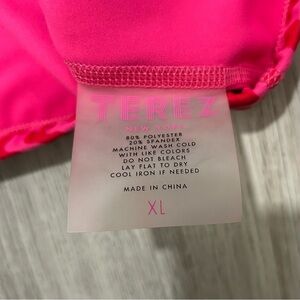 TEREZ
NEW
80% POLYESTER
20% SPANDEX
MACHINE WASH COLD
WITH LIKE COLORS
DO NOT BLEACH
LAY FLAT TO DRY
COOL IRON IF NEEDED
MADE IN CHINA
XL